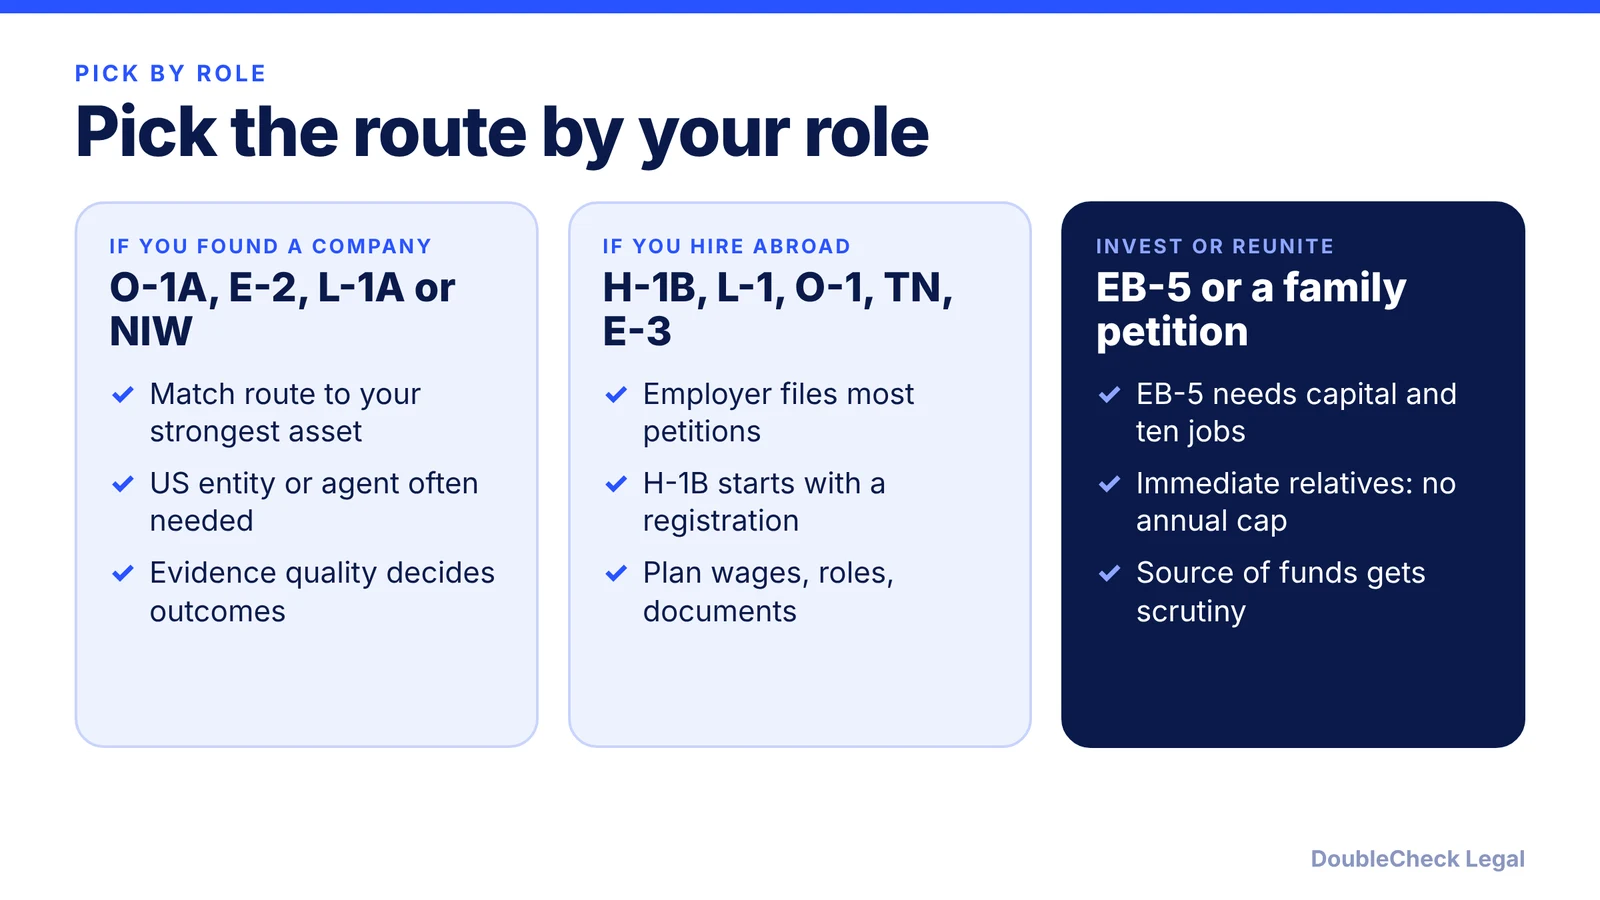 PICK BY ROLE
Pick the route by your role
IF YOU FOUND A COMPANY
O-1A, E-2, L-1A or
NIW
Match route to your
strongest asset
US entity or agent often
needed
Evidence quality decides
outcomes
IF YOU HIRE ABROAD
H-1B, L-1, O-1, TN,
E-3
Employer files most
petitions
H-1B starts with a
registration
Plan wages, roles,
documents
INVEST OR REUNITE
EB-5 or a family
petition
EB-5 needs capital and
ten jobs
Immediate relatives: no
annual cap
Source of funds gets
scrutiny
DoubleCheck Legal